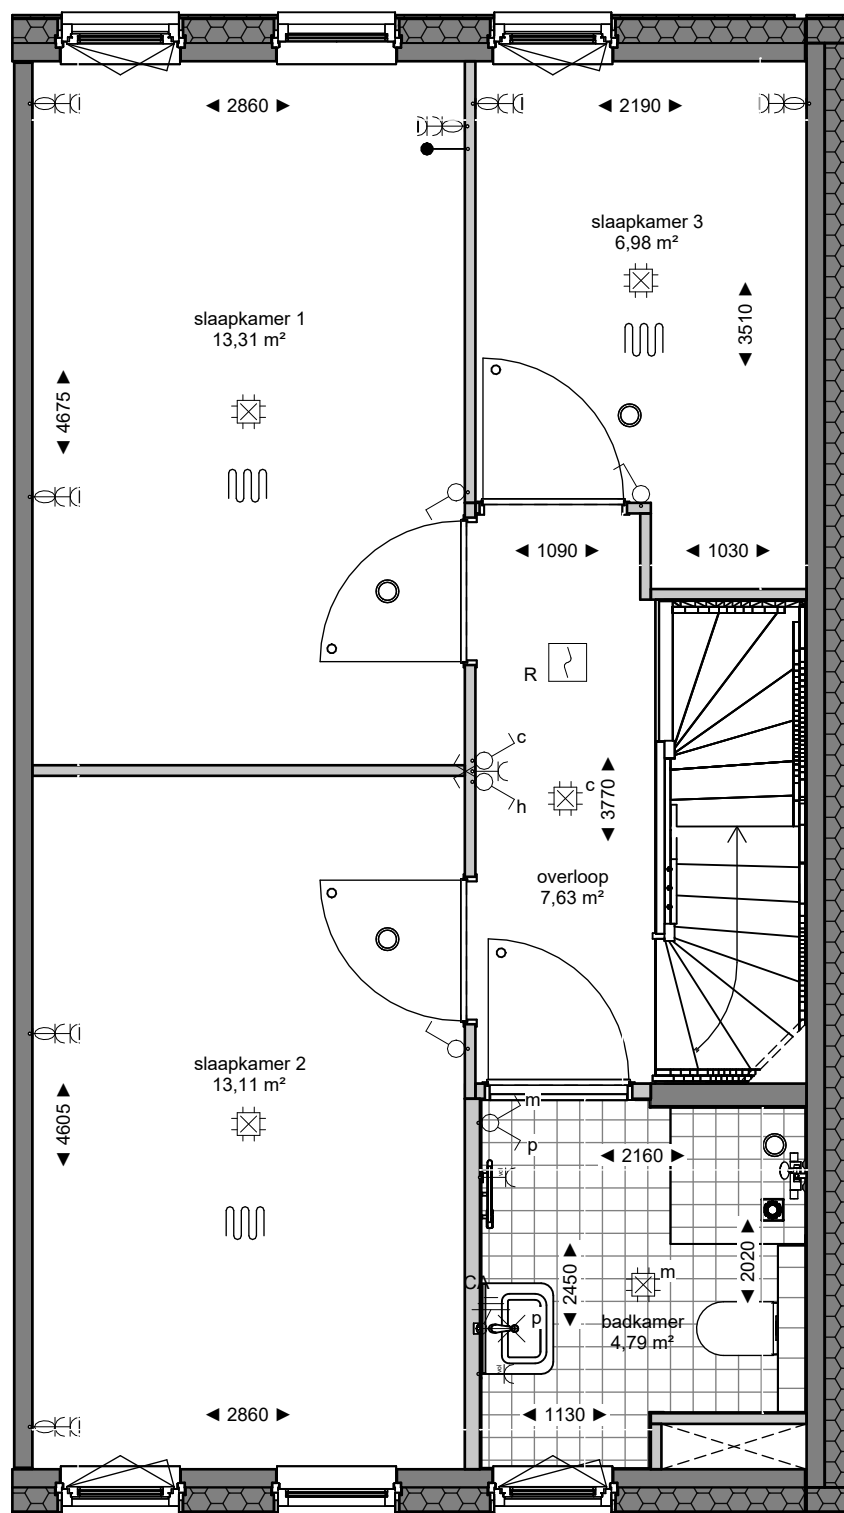 2860
2190
slaapkamer 3
6,98 m²
3510
slaapkamer 1
13,31 m²
4675
1090
1030
R
c
h
c
3770
overloop
7,63 m²
slaapkamer 2
13,11 m²
4605
m
p
2160
2020
2450
m
CA
p
badkamer
4,79 m²
2860
1130